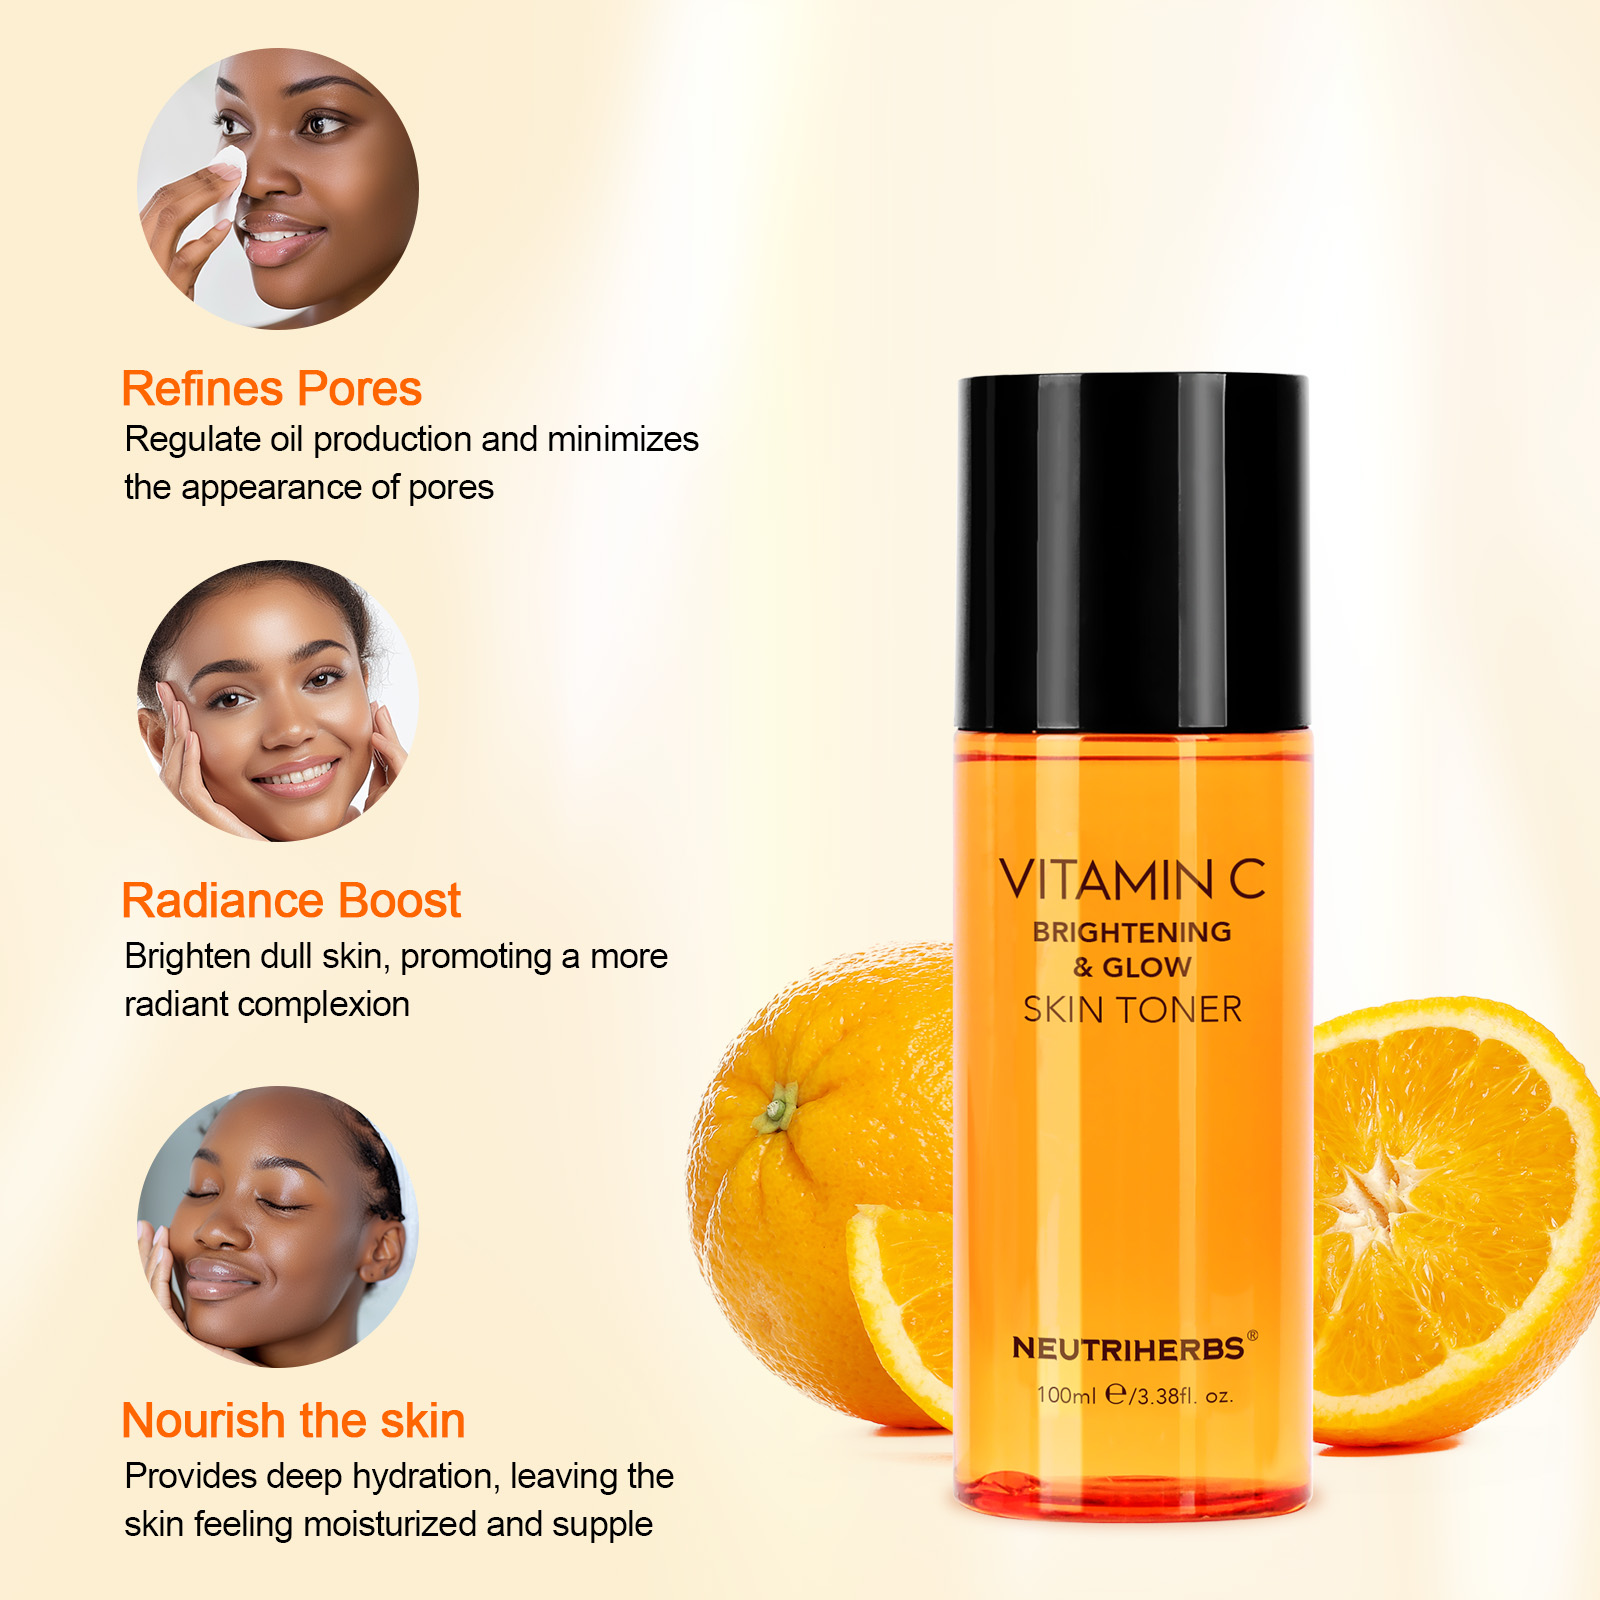 Refines Pores
Regulate oil production and minimizes
the appearance of pores
Radiance Boost
Brighten dull skin, promoting a more
radiant complexion
Nourish the skin
Provides deep hydration, leaving the
skin feeling moisturized and supple
VITAMIN C
BRIGHTENING
& GLOW
SKIN TONER
NEUTRIHERBS®
100ml ℮/3.38fl. oz.